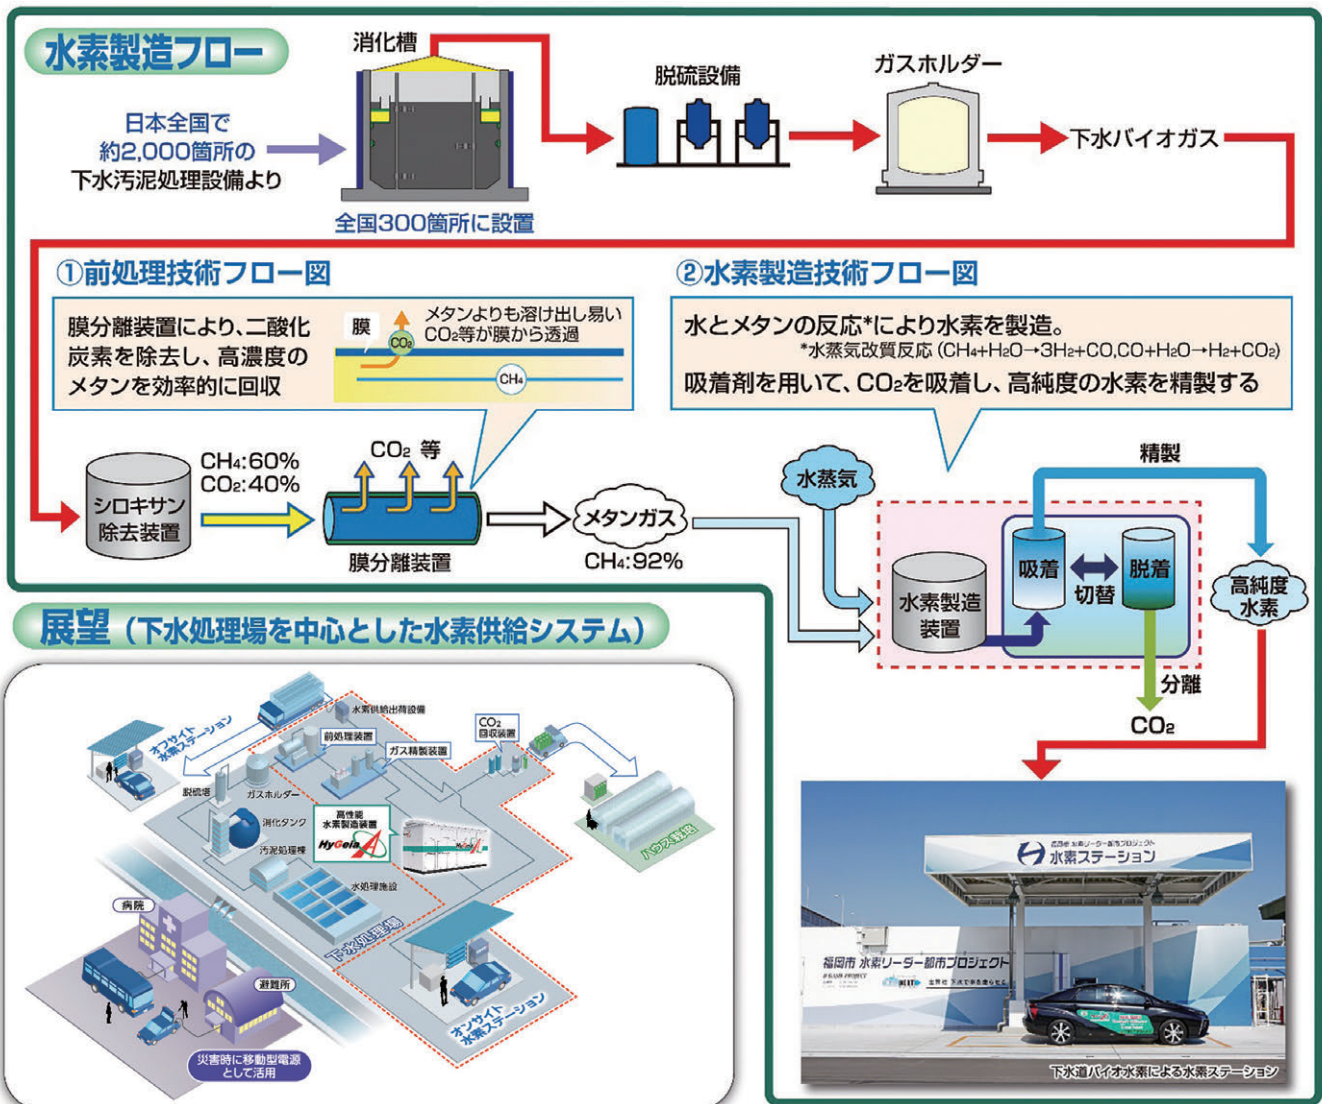 水素製造フロー
消化槽
脱硫設備
ガスホルダー
日本全国で
約2,000箇所の
下水汚泥処理設備より
下水バイオガス
全国300箇所に設置
①前処理技術フロー図
膜分離装置により、二酸化
炭素を除去し、高濃度の
メタンを効率的に回収
膜
メタンよりも溶け出し易い
CO₂等が膜から透過
CO₂
CH₄
②水素製造技術フロー図
水とメタンの反応*により水素を製造。
*水蒸気改質反応(CH₄+H₂O→3H₂+CO,CO+H₂O→H₂+CO₂)
吸着剤を用いて、CO₂を吸着し、高純度の水素を精製する
シロキサン
除去装置
CH₄:60%
CO₂:40%
CO₂ 等
膜分離装置
メタンガス
CH₄:92%
水蒸気
水素製造
装置
吸着
切替
脱着
精製
高純度
水素
分離
CO₂
展望(下水処理場を中心とした水素供給システム)
オフサイト
水素ステーション
水素供給出荷設備
前処理装置
ガス精製装置
CO₂
回収装置
脱硫塔
ガスホルダー
消化タンク
汚泥処理棟
高性能
水素製造装置
HyGeia A
HyGeia A
水処理施設
下水処理場
ハウス栽培
病院
避難所
災害時に移動型電源
として活用
オンサイト
水素ステーション
福岡市 水素リーダー都市プロジェクト
水素ステーション
福岡市 水素リーダー都市プロジェクト
下水道バイオ水素による水素ステーション